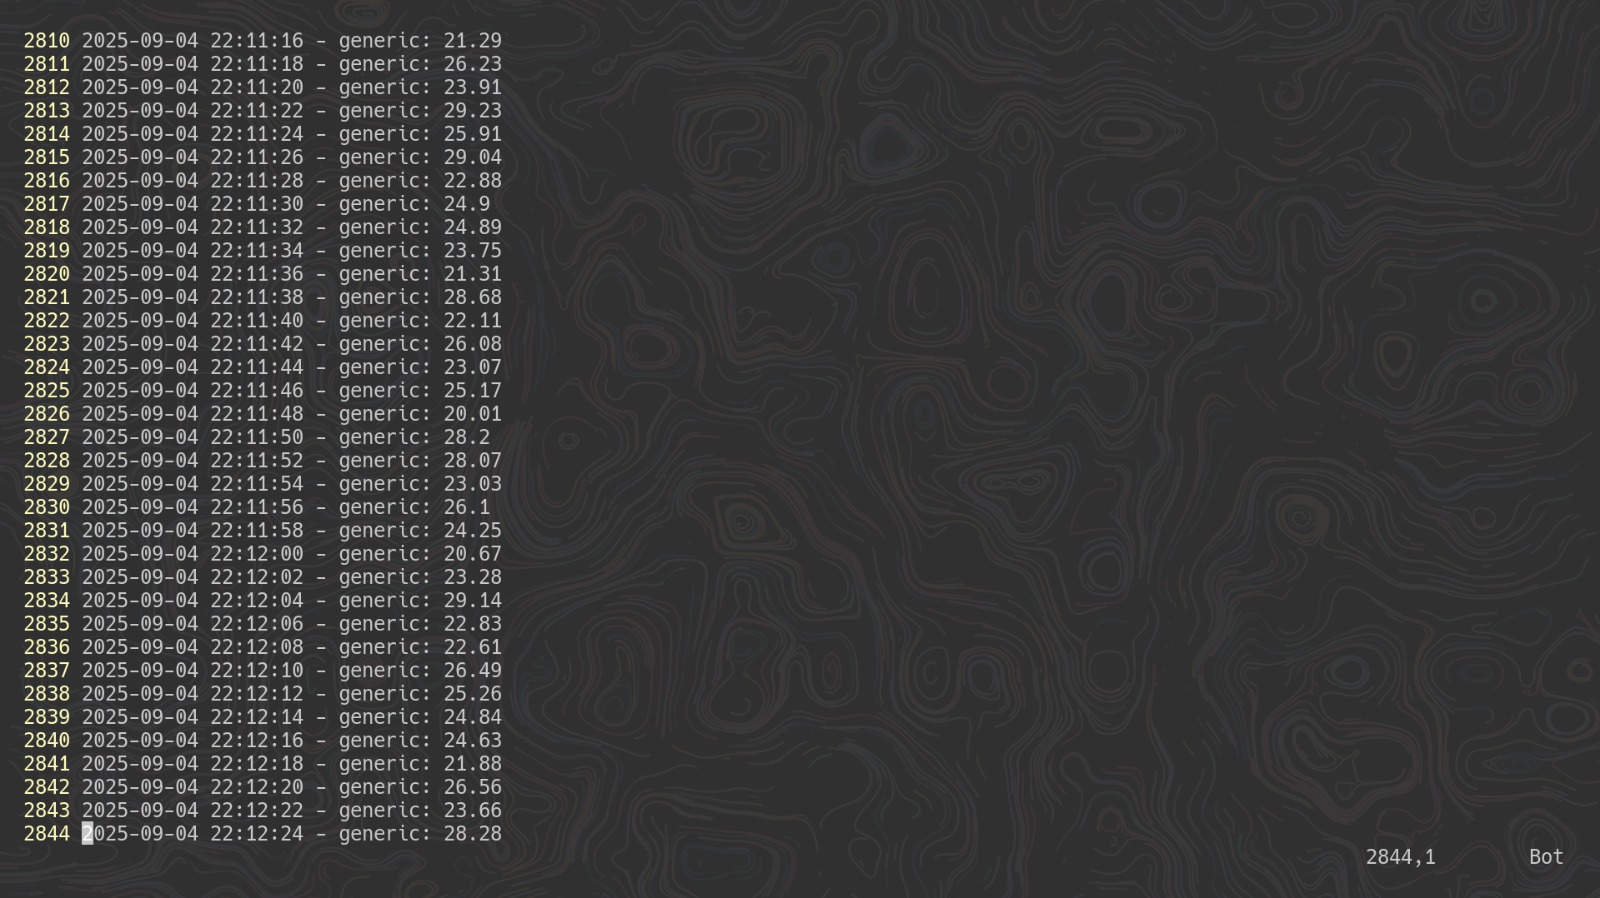 2810 2025-09-04 22:11:16 - generic: 21.29
2811 2025-09-04 22:11:18 - generic: 26.23
2812 2025-09-04 22:11:20 - generic: 23.91
2813 2025-09-04 22:11:22 - generic: 29.23
2814 2025-09-04 22:11:24 - generic: 25.91
2815 2025-09-04 22:11:26 - generic: 29.04
2816 2025-09-04 22:11:28 - generic: 22.88
2817 2025-09-04 22:11:30 - generic: 24.9
2818 2025-09-04 22:11:32 - generic: 24.89
2819 2025-09-04 22:11:34 - generic: 23.75
2820 2025-09-04 22:11:36 - generic: 21.31
2821 2025-09-04 22:11:38 - generic: 28.68
2822 2025-09-04 22:11:40 - generic: 22.11
2823 2025-09-04 22:11:42 - generic: 26.08
2824 2025-09-04 22:11:44 - generic: 23.07
2825 2025-09-04 22:11:46 - generic: 25.17
2826 2025-09-04 22:11:48 - generic: 20.01
2827 2025-09-04 22:11:50 - generic: 28.2
2828 2025-09-04 22:11:52 - generic: 28.07
2829 2025-09-04 22:11:54 - generic: 23.03
2830 2025-09-04 22:11:56 - generic: 26.1
2831 2025-09-04 22:11:58 - generic: 24.25
2832 2025-09-04 22:12:00 - generic: 20.67
2833 2025-09-04 22:12:02 - generic: 23.28
2834 2025-09-04 22:12:04 - generic: 29.14
2835 2025-09-04 22:12:06 - generic: 22.83
2836 2025-09-04 22:12:08 - generic: 22.61
2837 2025-09-04 22:12:10 - generic: 26.49
2838 2025-09-04 22:12:12 - generic: 25.26
2839 2025-09-04 22:12:14 - generic: 24.84
2840 2025-09-04 22:12:16 - generic: 24.63
2841 2025-09-04 22:12:18 - generic: 21.88
2842 2025-09-04 22:12:20 - generic: 26.56
2843 2025-09-04 22:12:22 - generic: 23.66
2844 2025-09-04 22:12:24 - generic: 28.28
2844,1 Bot